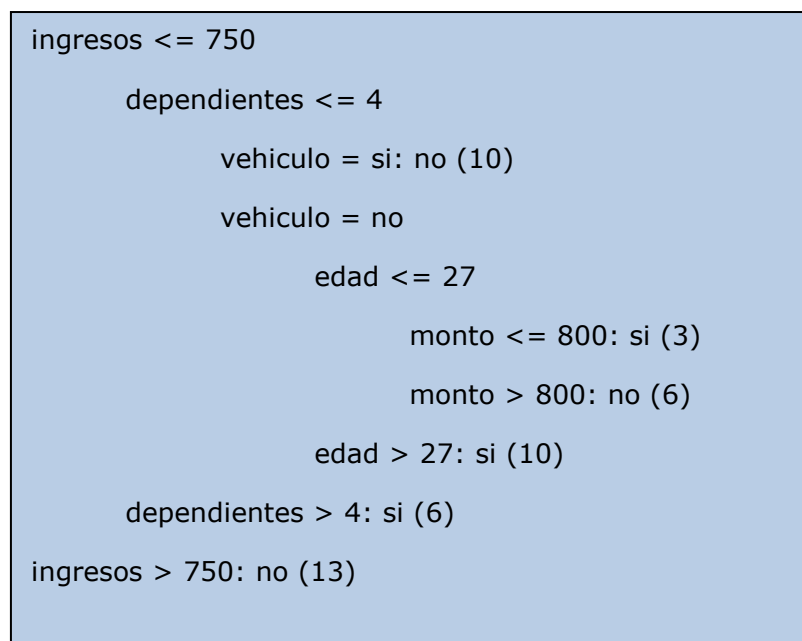 ingresos <= 750
dependientes <= 4
vehiculo = si: no (10)
vehiculo = no
edad <= 27
monto <= 800: si (3)
monto > 800: no (6)
edad > 27: si (10)
dependientes > 4: si (6)
ingresos > 750: no (13)